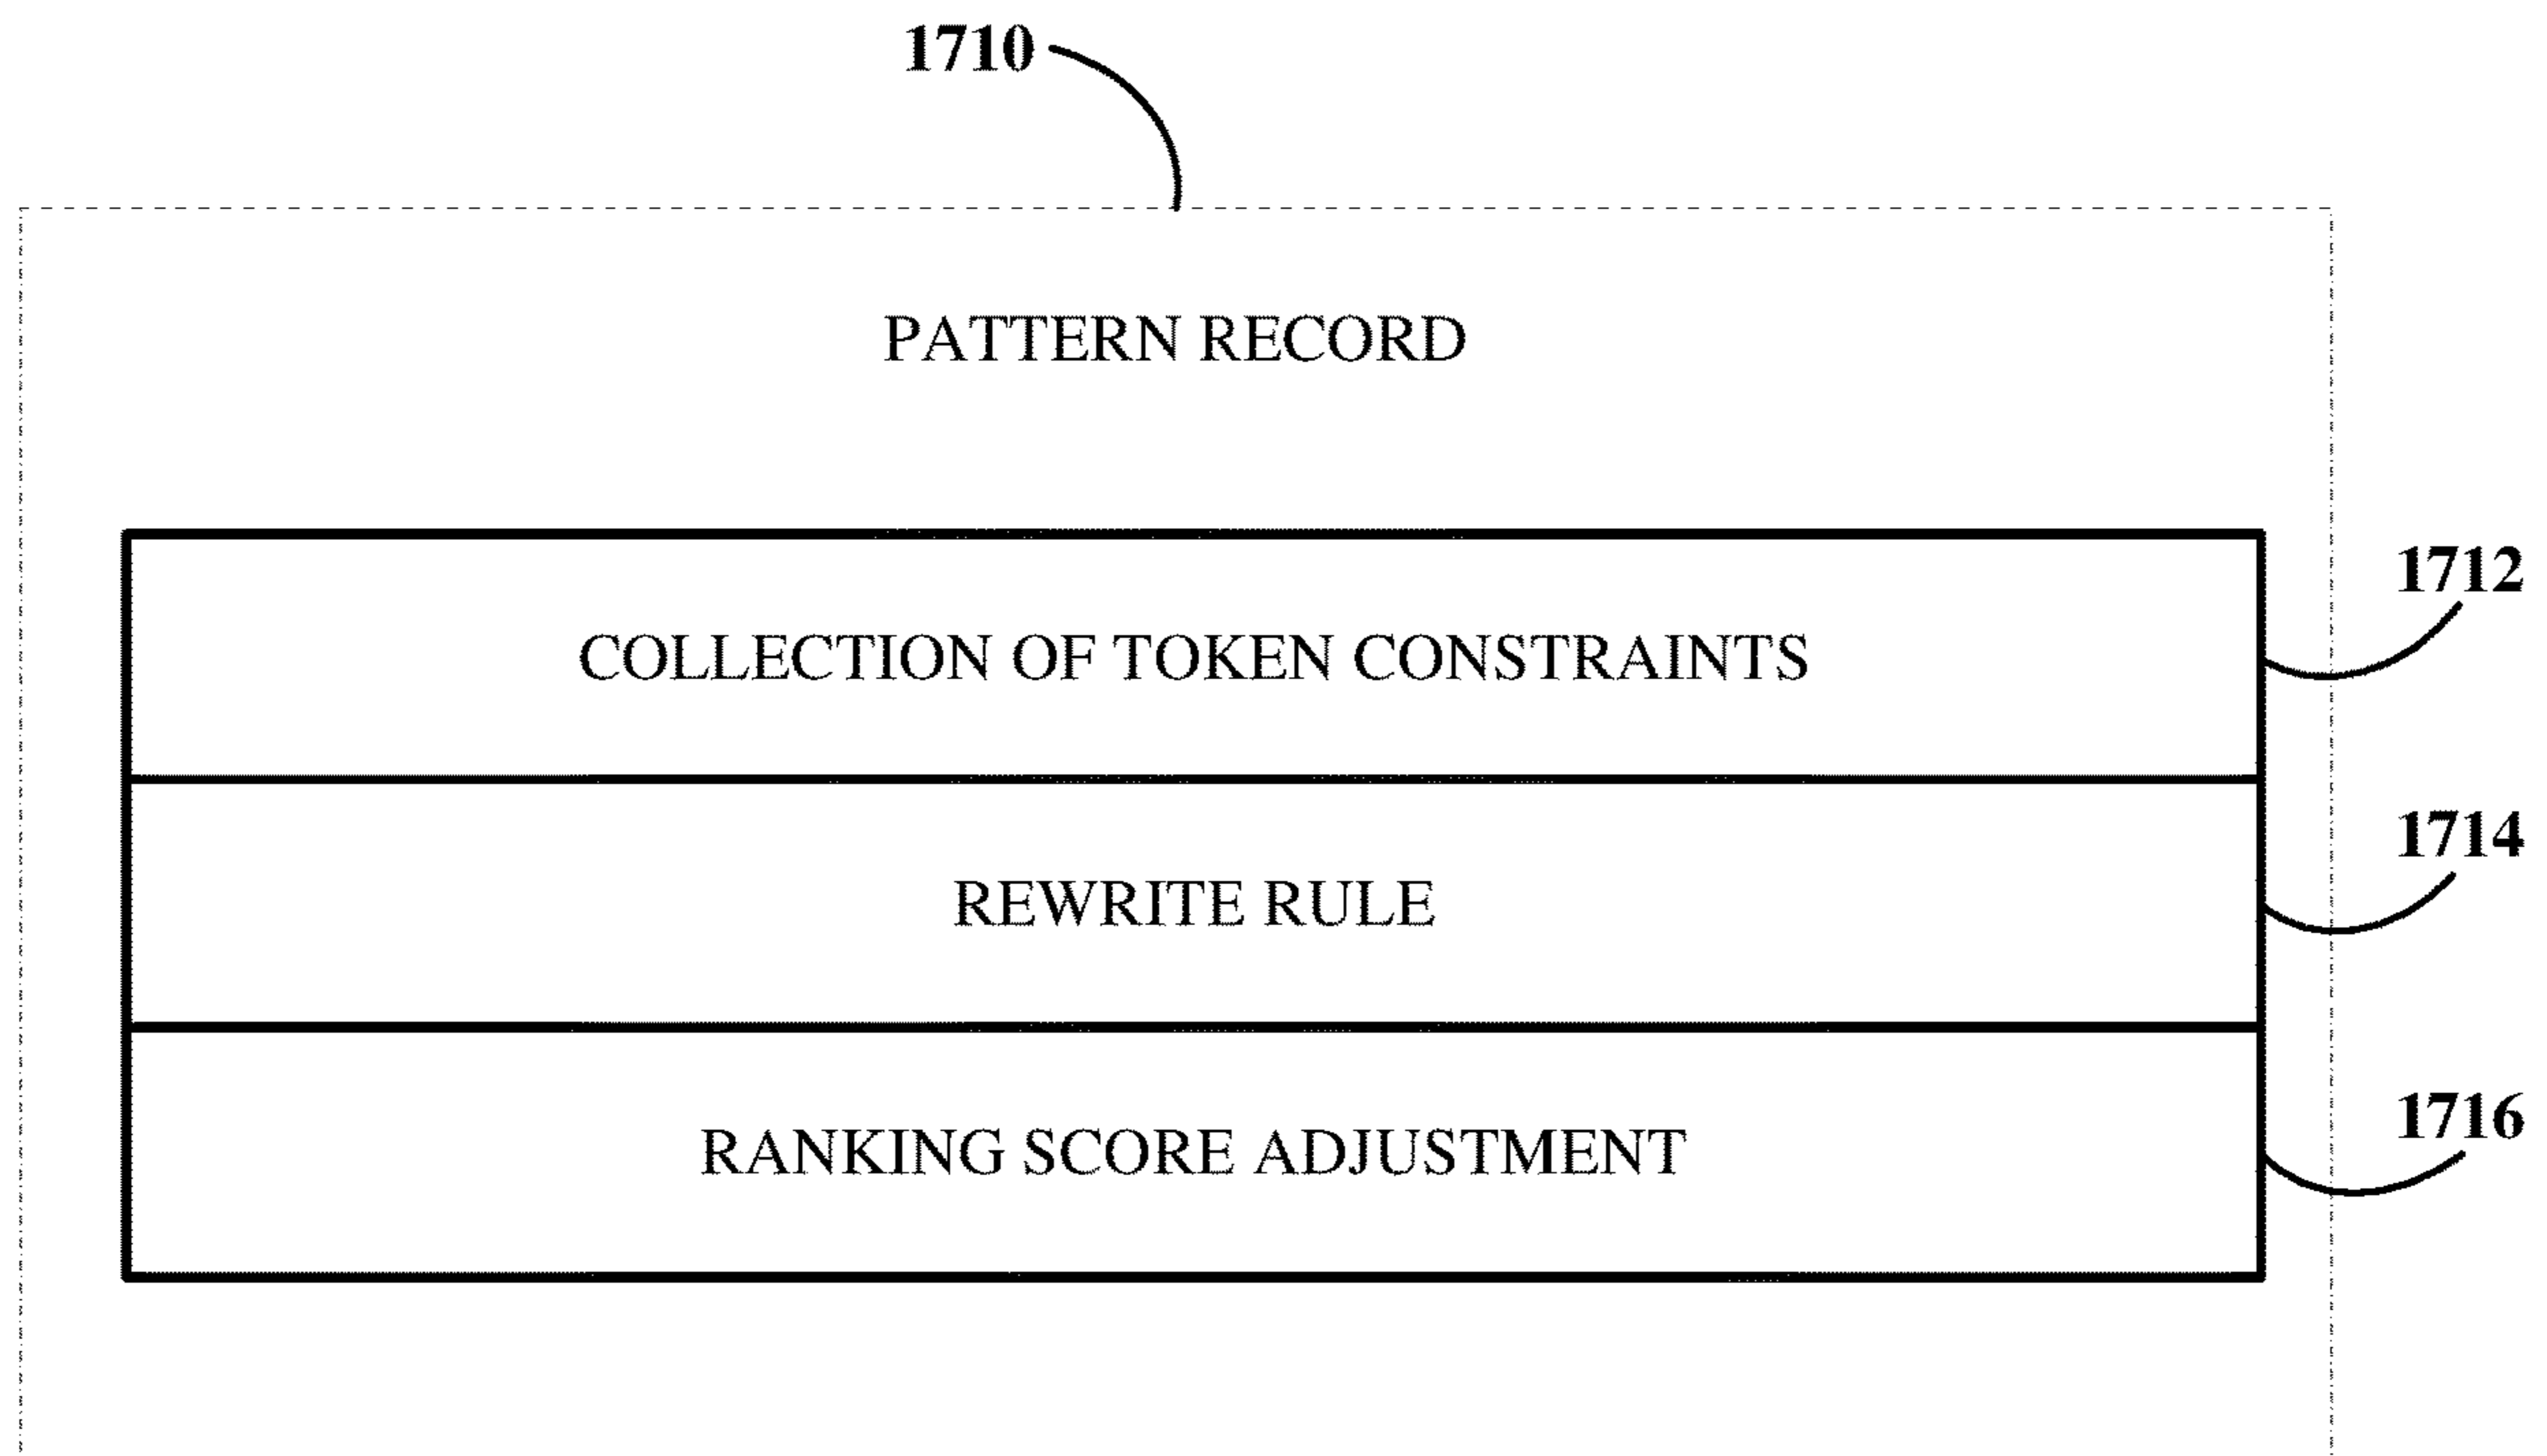 1710
PATTERN RECORD
COLLECTION OF TOKEN CONSTRAINTS
1712
REWRITE RULE
1714
RANKING SCORE ADJUSTMENT
1716